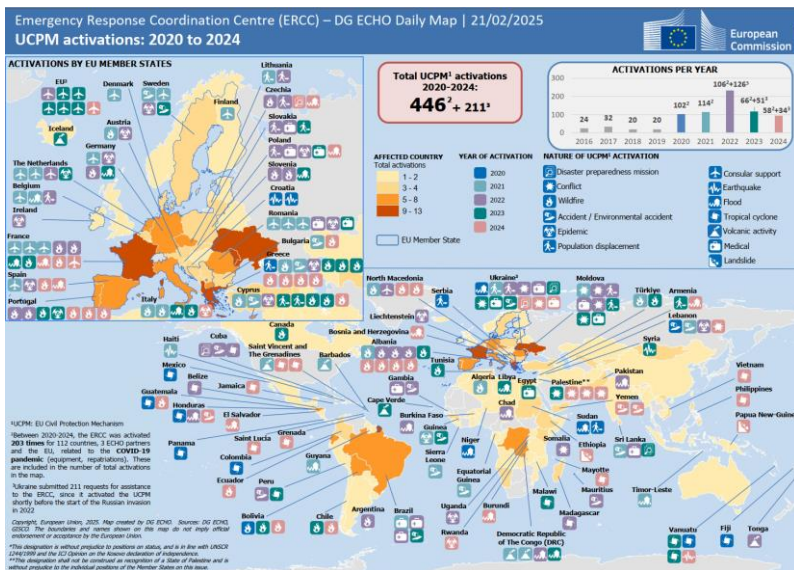 Emergency Response Coordination Centre (ERCC) – DG ECHO Daily Map | 21/02/2025
UCPM activations: 2020 to 2024
European
Commission
ACTIVATIONS BY EU MEMBER STATES
EU²
Denmark
Sweden
Finland
Lithuania
Czechia
Slovakia
Poland
Slovenia
Croatia
Romania
Bulgaria
Greece
Cyprus
Iceland
Austria
Germany
The Netherlands
Belgium
Ireland
France
Spain
Portugal
Italy
Total UCPM¹ activations
2020-2024:
446² + 211³
ACTIVATIONS PER YEAR
300
200
100
0
24
32
20
20
102²
114²
106²+126³
66²+51³
58²+34³
2016
2017
2018
2019
2020
2021
2022
2023
2024
AFFECTED COUNTRY
Total activations
1 - 2
3 - 4
5 - 8
9 - 13
EU Member State
YEAR OF ACTIVATION
2020
2021
2022
2023
2024
NATURE OF UCPM¹ ACTIVATION
Disaster preparedness mission
Conflict
Wildfire
Accident / Environmental accident
Epidemic
Population displacement
Consular support
Earthquake
Flood
Tropical cyclone
Volcanic activity
Medical
Landslide
North Macedonia
Serbia
Ukraine³
Moldova
Türkiye
Armenia
Lebanon
Liechtenstein
Bosnia and Herzegovina
Albania
Tunisia
Syria
Canada
Haiti
Cuba
Saint Vincent and
The Grenadines
Barbados
Mexico
Belize
Jamaica
Guatemala
Honduras
El Salvador
Saint Lucia
Grenada
Panama
Colombia
Guyana
Ecuador
Peru
Bolivia
Chile
Argentina
Brazil
Cape Verde
Gambia
Burkina Faso
Guinea
Sierra
Leone
Algeria
Libya
Egypt
Palestine**
Chad
Niger
Sudan
Yemen
Pakistan
Somalia
Ethiopia
Sri Lanka
Equatorial
Guinea
Uganda
Rwanda
Burundi
Malawi
Mayotte
Mauritius
Madagascar
Democratic Republic
of The Congo (DRC)
Vietnam
Philippines
Papua New-Guinea
Timor-Leste
Vanuatu
Fiji
Tonga
¹UCPM: EU Civil Protection Mechanism
²Between 2020-2024, the ERCC was activated
203 times for 112 countries, 3 ECHO partners
and the EU, related to the COVID-19
pandemic (equipment, repatriations). These
are included in the number of total activations
in the map.
³Ukraine submitted 211 requests for assistance
to the ERCC, since it activated the UCPM
shortly before the start of the Russian invasion
in 2022
Copyright, European Union, 2025. Map created by DG ECHO. Sources: DG ECHO,
GISCO. The boundaries and names shown on this map do not imply official
endorsement or acceptance by the European Union.
*This designation is without prejudice to positions on status, and is in line with UNSCR
1244/1999 and the ICJ Opinion on the Kosovo declaration of independence.
**This designation shall not be construed as recognition of a State of Palestine and is
without prejudice to the individual positions of the Member States on this issue.